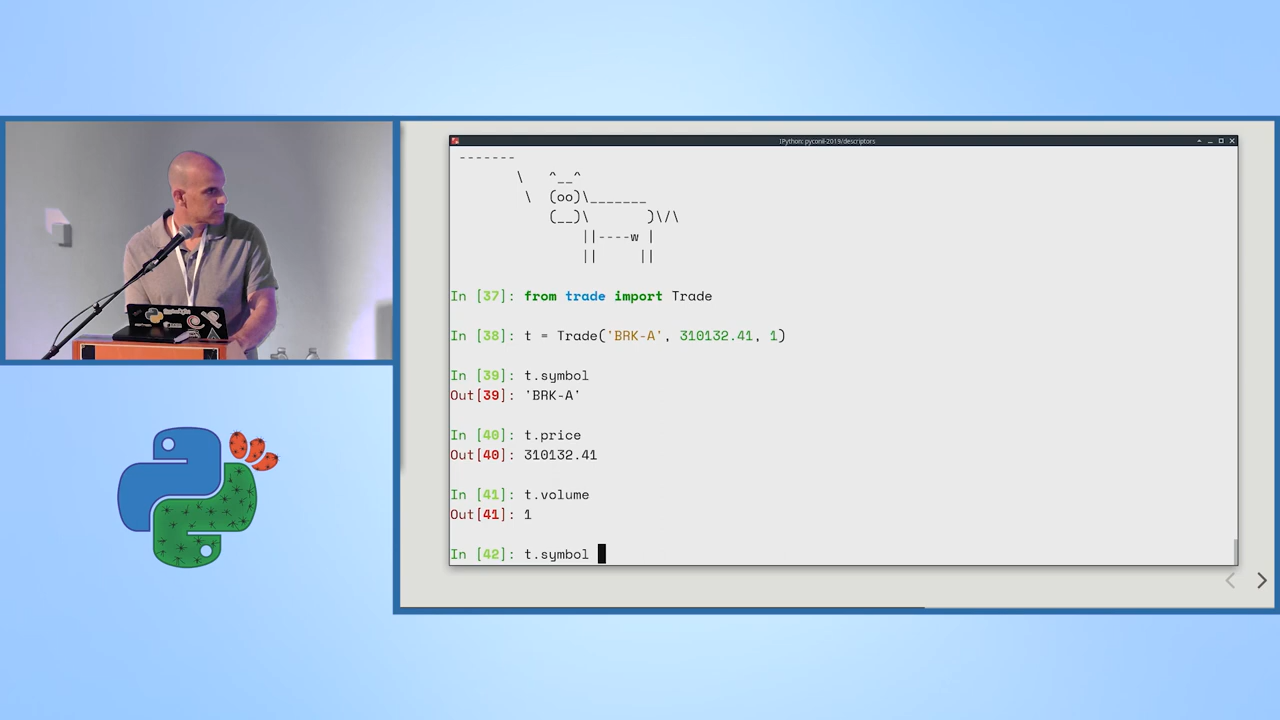 IPython: pyconil-2019/descriptors
-------
\   ^__^
\  (oo)\_______
(__)\       )\/\
||----w |
||     ||
In [37]: from trade import Trade
In [38]: t = Trade('BRK-A', 310132.41, 1)
In [39]: t.symbol
Out[39]: 'BRK-A'
In [40]: t.price
Out[40]: 310132.41
In [41]: t.volume
Out[41]: 1
In [42]: t.symbol